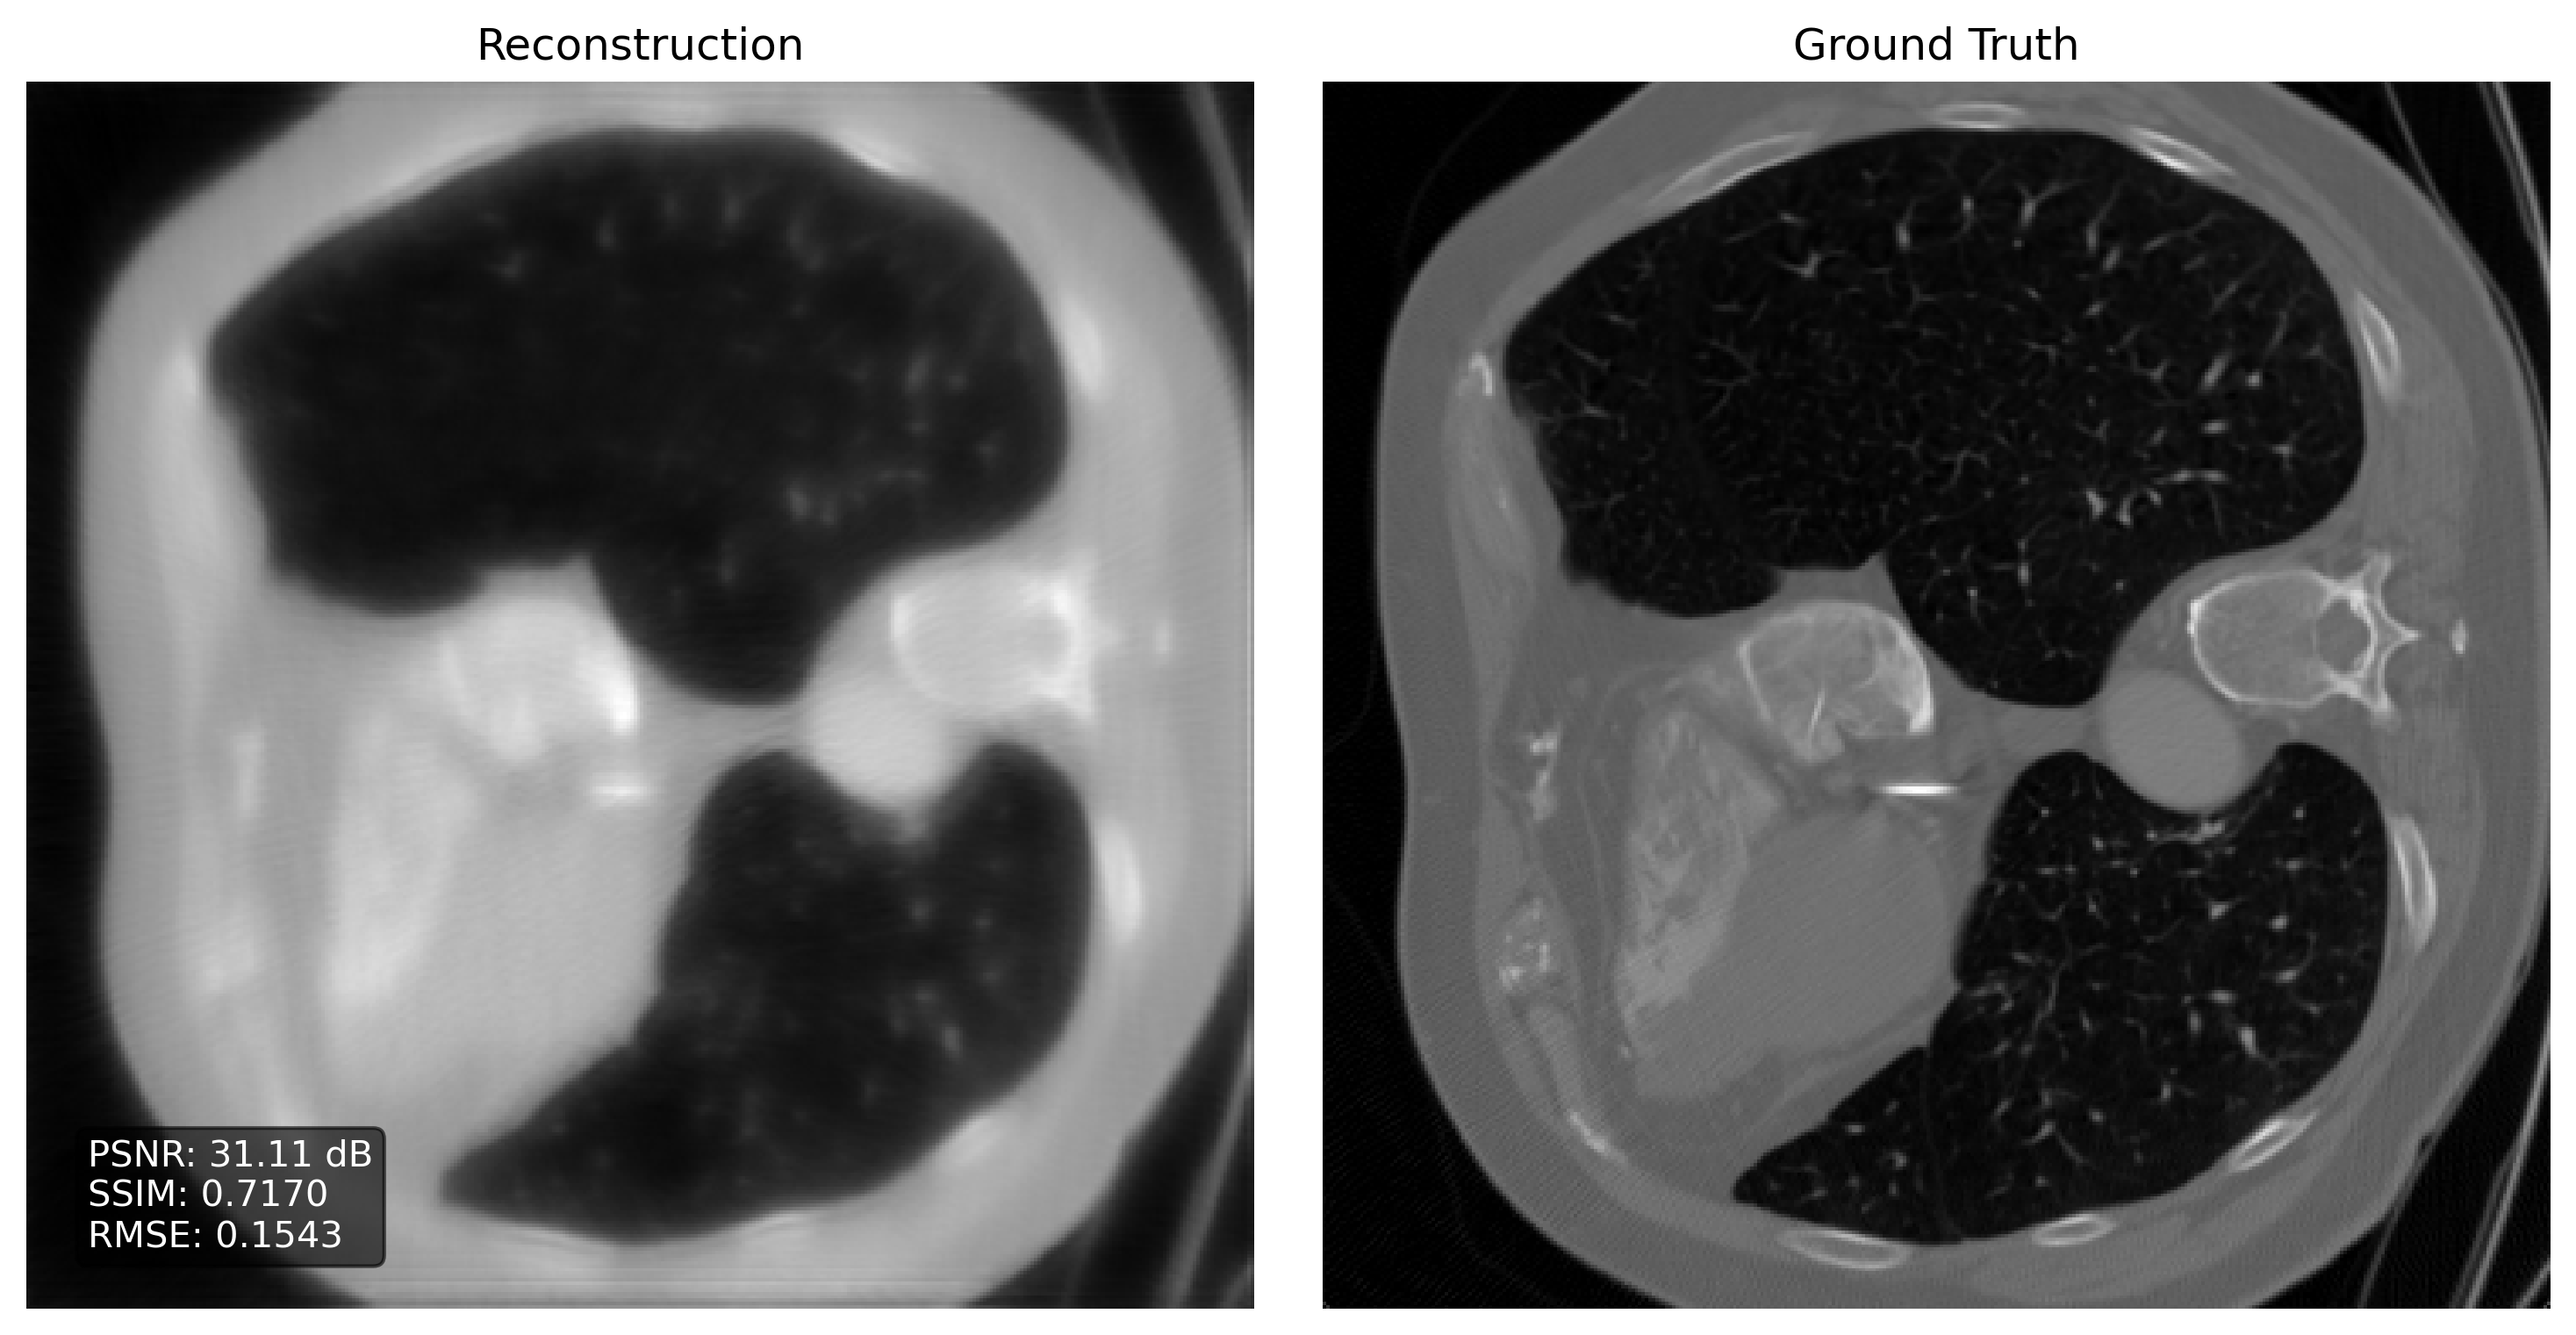 Reconstruction
Ground Truth
PSNR: 31.11 dB
SSIM: 0.7170
RMSE: 0.1543